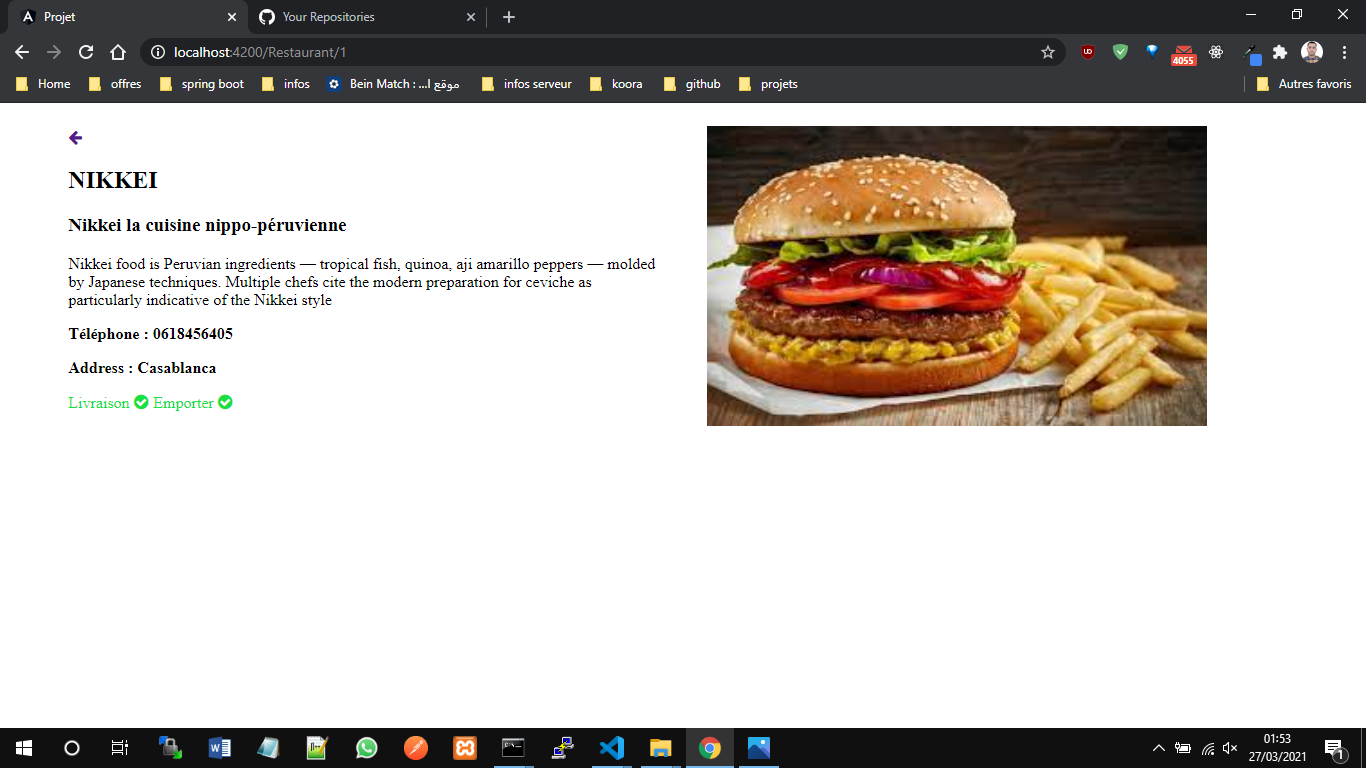 Projet
Your Repositories
localhost:4200/Restaurant/1
4055
Home
offres
spring boot
infos
Bein Match : ...موقع ا
infos serveur
koora
github
projets
Autres favoris
NIKKEI
Nikkei la cuisine nippo-péruvienne
Nikkei food is Peruvian ingredients — tropical fish, quinoa, aji amarillo peppers — molded
by Japanese techniques. Multiple chefs cite the modern preparation for ceviche as
particularly indicative of the Nikkei style
Téléphone : 0618456405
Address : Casablanca
Livraison Emporter
01:53
27/03/2021
1